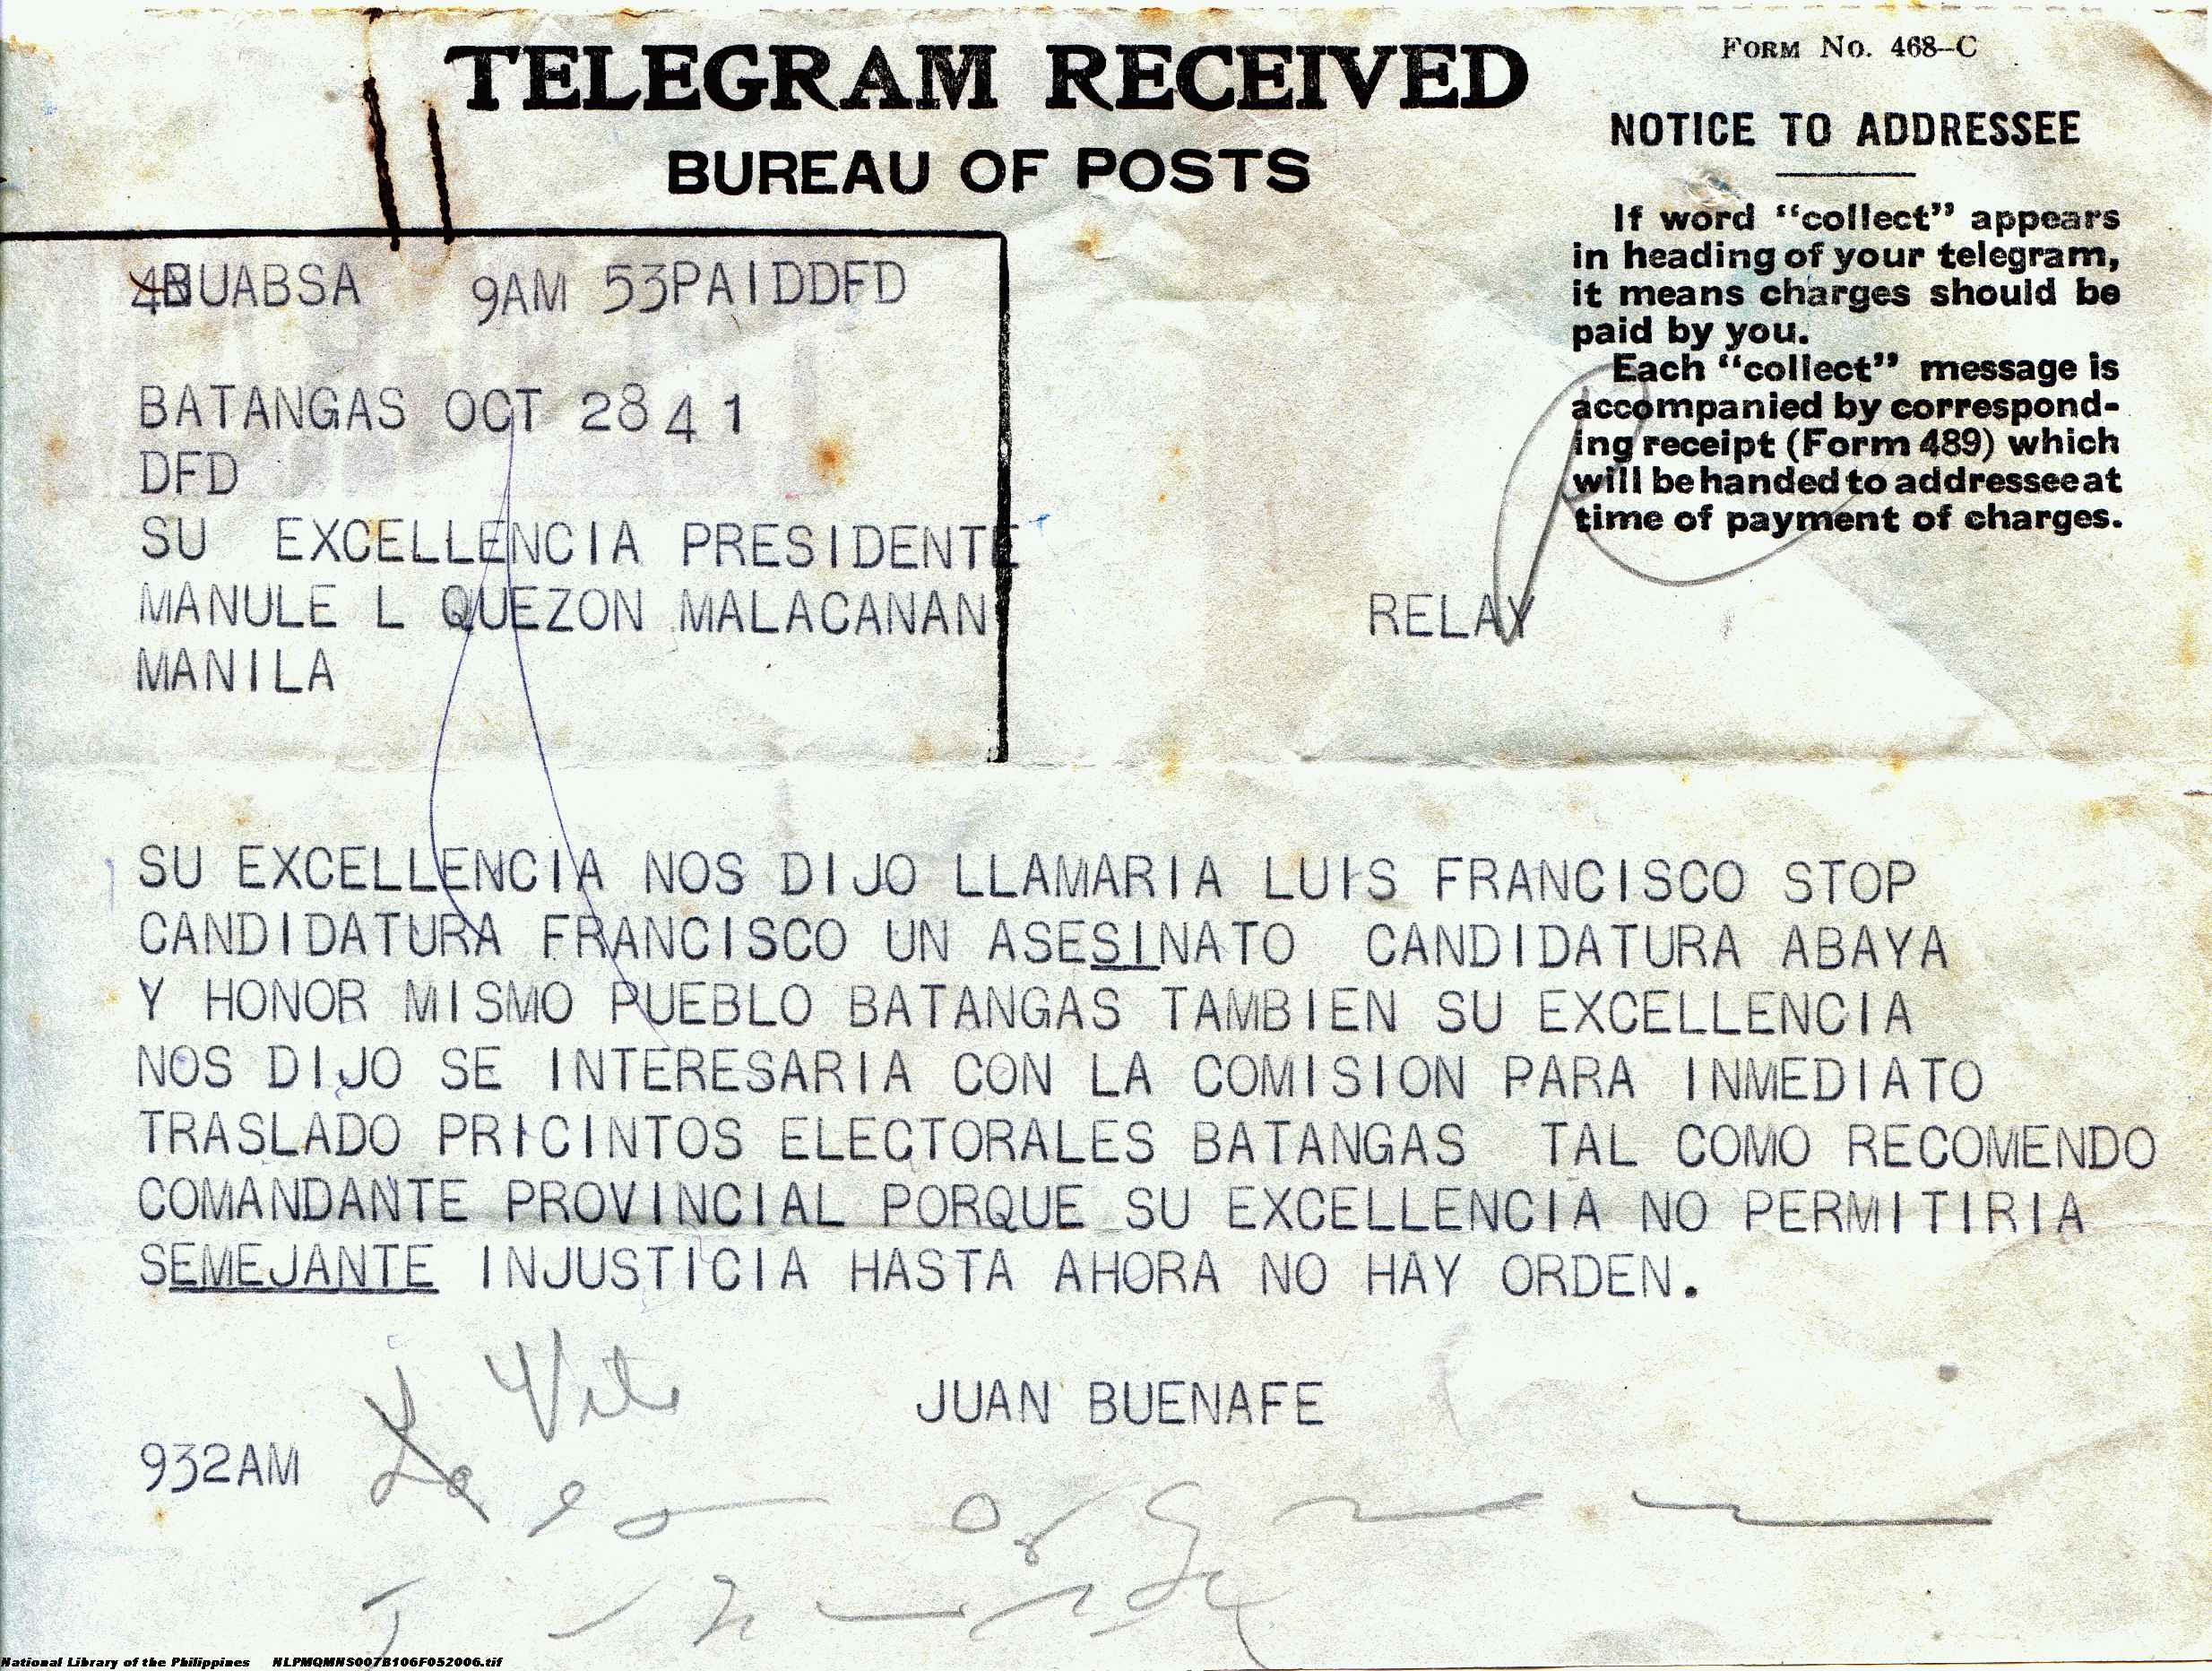 TELEGRAM RECEIVED
BUREAU OF POSTS
FORM No. 468–C
NOTICE TO ADDRESSEE
If word "collect" appears
in heading of your telegram,
it means charges should be
paid by you.
Each "collect" message is
accompanied by correspond-
ing receipt (Form 489) which
will be handed to addressee at
time of payment of charges.
4BUABSA 9AM 53PAIDDFD
BATANGAS OCT 28 41
DFD
SU EXCELLENCIA PRESIDENTE
MANULE L QUEZON MALACANAN
MANILA
RELAY
SU EXCELLENCIA NOS DIJO LLAMARIA LUIS FRANCISCO STOP
CANDIDATURA FRANCISCO UN ASESINATO CANDIDATURA ABAYA
Y HONOR MISMO PUEBLO BATANGAS TAMBIEN SU EXCELLENCIA
NOS DIJO SE INTERESARIA CON LA COMISION PARA INMEDIATO
TRASLADO PRICINTOS ELECTORALES BATANGAS TAL COMO RECOMENDO
COMANDANTE PROVINCIAL PORQUE SU EXCELLENCIA NO PERMITIRIA
SEMEJANTE INJUSTICIA HASTA AHORA NO HAY ORDEN.
JUAN BUENAFE
932AM
National Library of the Philippines NLPMQMNS007B106F052006.tif